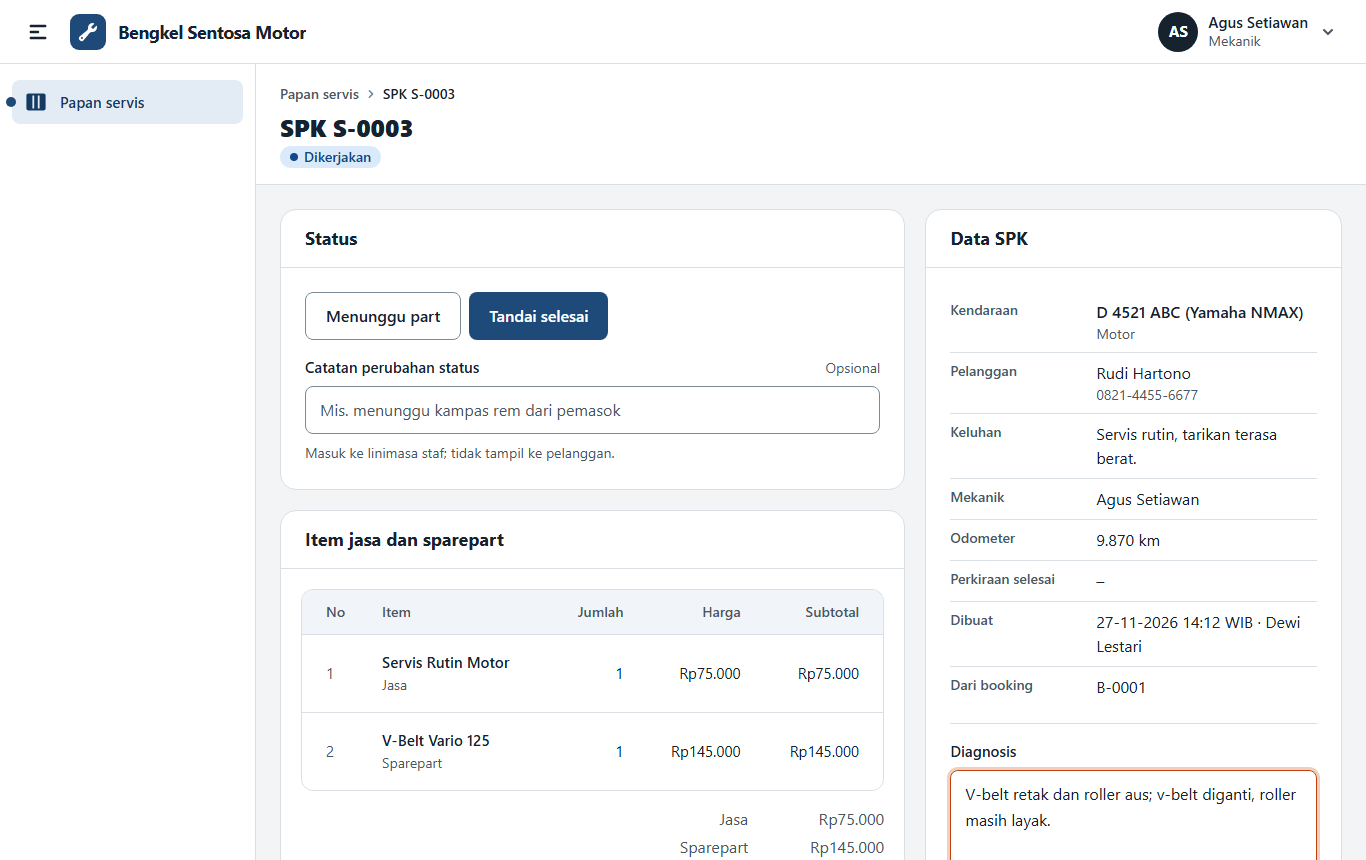 Bengkel Sentosa Motor
AS
Agus Setiawan
Mekanik
Papan servis
Papan servis > SPK S-0003
SPK S-0003
Dikerjakan
Status
Menunggu part
Tandai selesai
Catatan perubahan status
Opsional
Mis. menunggu kampas rem dari pemasok
Masuk ke linimasa staf; tidak tampil ke pelanggan.
Item jasa dan sparepart
No Item Jumlah Harga Subtotal
1 Servis Rutin Motor 1 Rp75.000 Rp75.000
Jasa
2 V-Belt Vario 125 1 Rp145.000 Rp145.000
Sparepart
Jasa Rp75.000
Sparepart Rp145.000
Data SPK
Kendaraan D 4521 ABC (Yamaha NMAX)
Motor
Pelanggan Rudi Hartono
0821-4455-6677
Keluhan Servis rutin, tarikan terasa
berat.
Mekanik Agus Setiawan
Odometer 9.870 km
Perkiraan selesai –
Dibuat 27-11-2026 14:12 WIB · Dewi
Lestari
Dari booking B-0001
Diagnosis
V-belt retak dan roller aus; v-belt diganti, roller
masih layak.